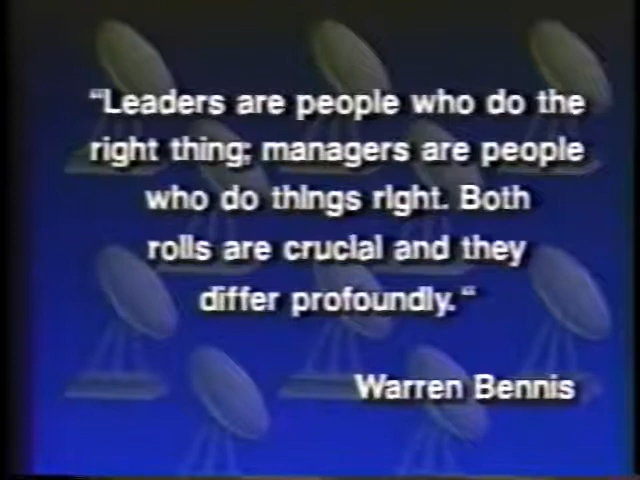 “Leaders are people who do the
right thing; managers are people
who do things right. Both
rolls are crucial and they
differ profoundly.“
Warren Bennis